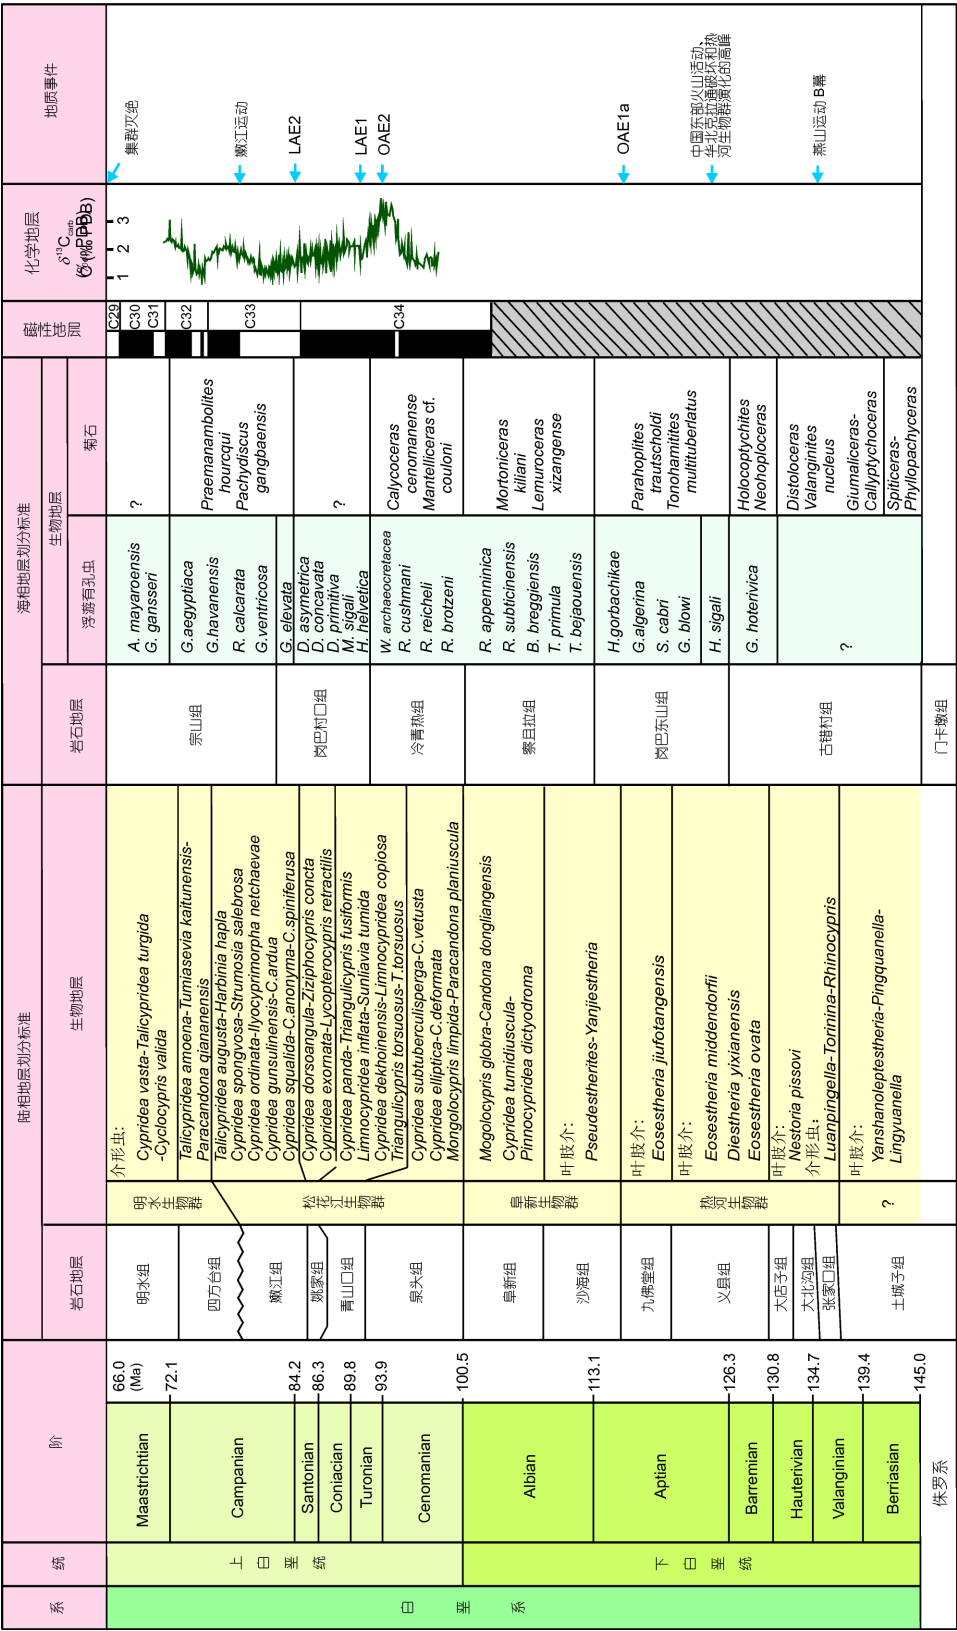 系
统
阶
陆相地层划分标准
岩石地层
生物地层
海相地层划分标准
岩石地层
生物地层
浮游有孔虫
菊石
磁性地层
化学地层
δ¹³C carb
(‰ PDB)
1 2 3
地质事件
白 垩 系
上 白 垩 统
下 白 垩 统
侏罗系
Maastrichtian
Campanian
Santonian
Coniacian
Turonian
Cenomanian
Albian
Aptian
Barremian
Hauterivian
Valanginian
Berriasian
66.0
(Ma)
72.1
84.2
86.3
89.8
93.9
100.5
113.1
126.3
130.8
134.7
139.4
145.0
明水组
四方台组
嫩江组
姚家组
青山口组
泉头组
阜新组
沙海组
九佛堂组
义县组
大店子组
大北沟组
张家口组
土城子组
明水生物群
松花江生物群
阜新生物群
热河生物群
?
介形虫:
Cypridea vasta-Talicypridea turgida
-Cyclopyris valida
Talicypridea amoena-Tumiasevia kaitunensis-
Paracandona qiananensis
Talicypridea augusta-Harbinia hapla
Cypridea spongvosa-Strumosia salebrosa
Cypridea ordinata-Ilyocyprimorpha netchaevae
Cypridea gunsulinensis-C.ardua
Cypridea squalida-C.anonyma-C.spiniferusa
Cypridea dorsoangula-Ziziphocypris concta
Cypridea exornata-Lycopterocypris retractilis
Cypridea panda-Triangulicypris fusiformis
Limnocypridea inflata-Sunliavia tumida
Cypridea dekhoinensis-Limnocypridea copiosa
Triangulicypris torsuosus-T.torsuosus
Cypridea subtuberculisperga-C.vetusta
Cypridea elliptica-C.deformata
Mongolocypris limpida-Paracandona planiuscula
Mogolocypris globra-Candona dongliangensis
Cypridea tumidiuscula-
Pinnocypridea dictyodroma
叶肢介:
Pseudestherites-Yanjiestheria
叶肢介:
Eosestheria jiufotangensis
叶肢介:
Eosestheria middendorfii
Diestheria yixianensis
Eosestheria ovata
叶肢介:
Nestoria pissovi
介形虫:
Luanpingella-Torinina-Rhinocypris
叶肢介:
Yanshanoleptestheria-Pingquanella-
Lingyuanella
宗山组
岗巴村口组
冷青热组
察且拉组
岗巴东山组
古错村组
门卡墩组
A. mayaroensis
G. gansseri
G.aegyptiaca
G.havanensis
R. calcarata
G.ventricosa
G. elevata
D. asymetrica
D. concavata
D. primitiva
M. sigali
H. helvetica
W. archaeocretacea
R. cushmani
R. reicheli
R. brotzeni
R. appenninica
R. subticinensis
B. breggiensis
T. primula
T. bejaouensis
H.gorbachikae
G.algerina
S. cabri
G. blowi
H. sigali
G. hoterivica
?
?
Praemanambolites
hourcqui
Pachydiscus
gangbaensis
?
Calycoceras
cenomanense
Mantelliceras cf.
couloni
Mortoniceras
kiliani
Lemuroceras
xizangense
Parahoplites
trautscholdi
Tonohamitites
multituberlatus
Holocoptychites
Neohoploceras
Distoloceras
Valanginites
nucleus
Giumaliceras-
Callyptychoceras
Spiticeras-
Phyllopachyceras
C29
C30
C31
C32
C33
C34
集群灭绝
嫩江运动
LAE2
LAE1
OAE2
OAE1a
中国东部火山活动、
华北克拉通破坏和热
河生物群演化的高峰
燕山运动 B幕